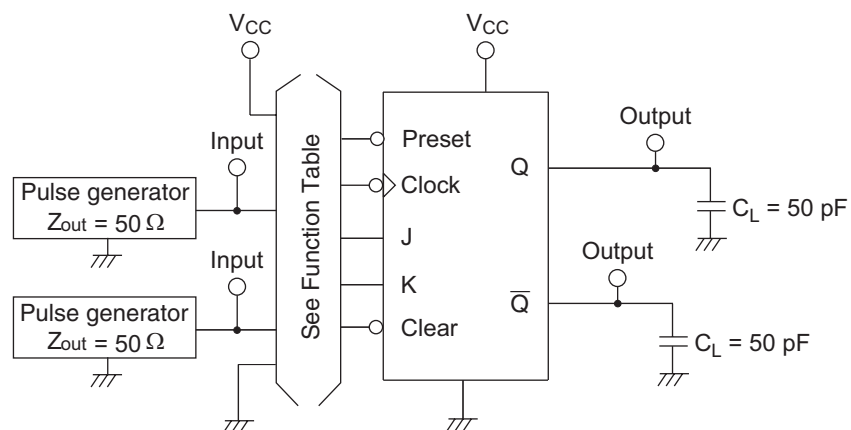 VCC
VCC
Input
Output
Preset
Q
Pulse generator
Zout = 50 Ω
See Function Table
Clock
CL = 50 pF
J
Input
Output
K
Q̅
Pulse generator
Zout = 50 Ω
Clear
CL = 50 pF